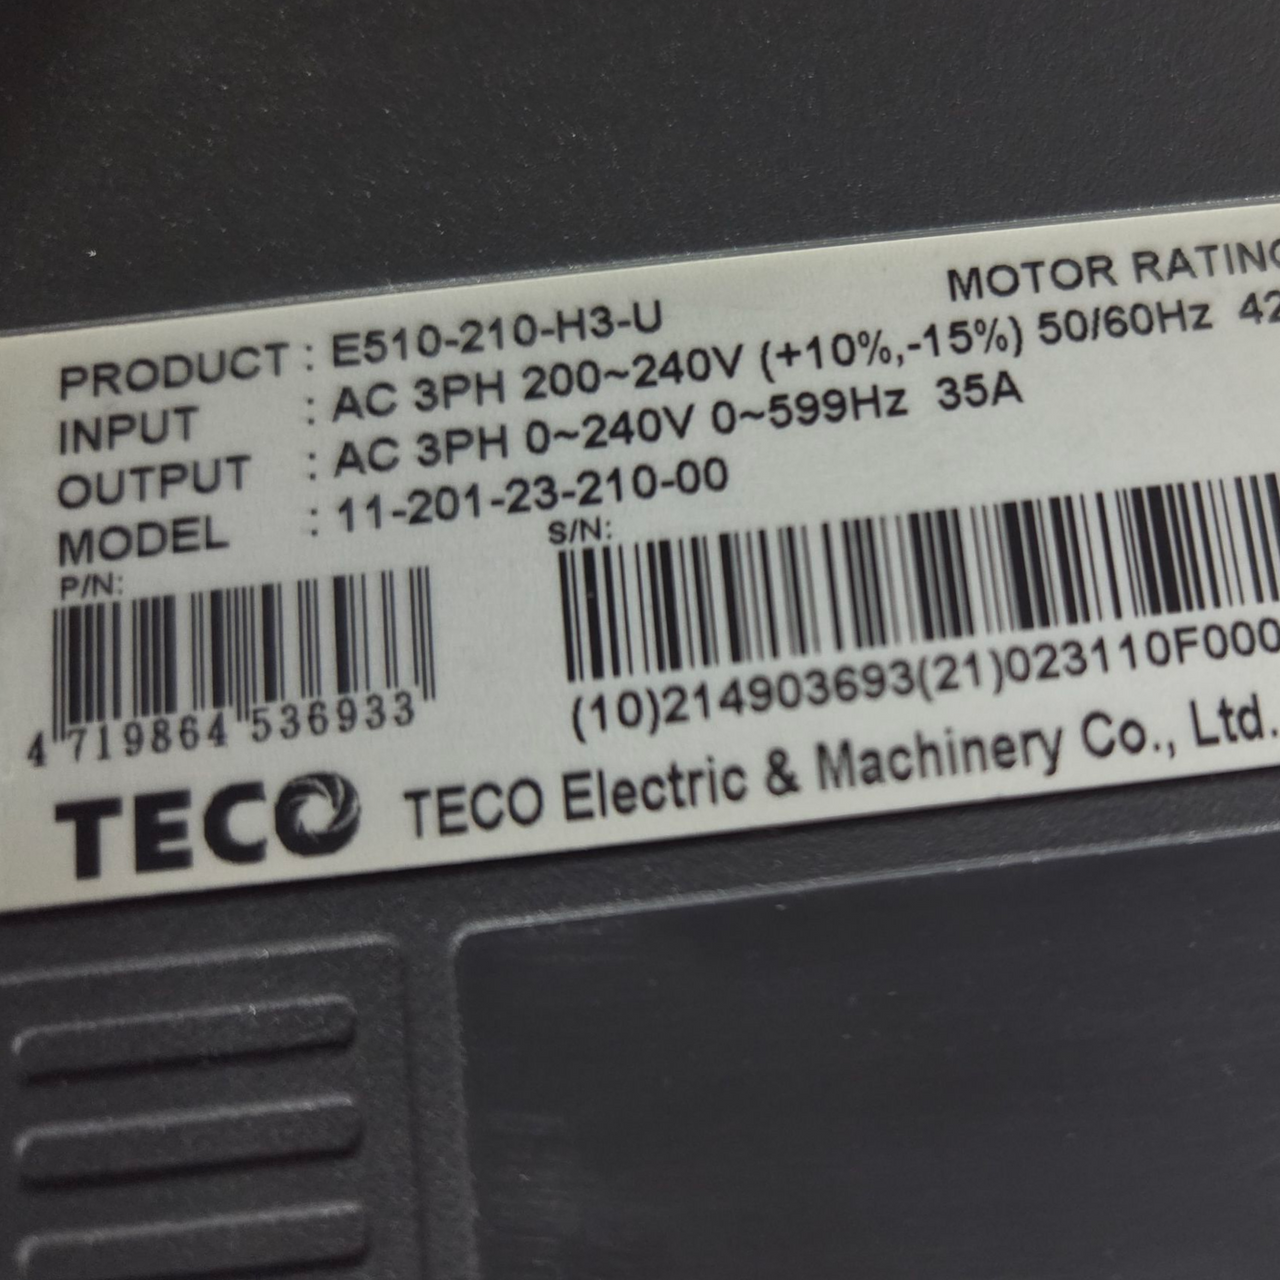 MOTOR RATING
PRODUCT : E510-210-H3-U
INPUT : AC 3PH 200~240V (+10%,-15%) 50/60Hz 42
OUTPUT : AC 3PH 0~240V 0~599Hz 35A
MODEL : 11-201-23-210-00
P/N:
S/N:
4 719864 536933
(10)214903693(21)023110F000
TECO TECO Electric & Machinery Co., Ltd.